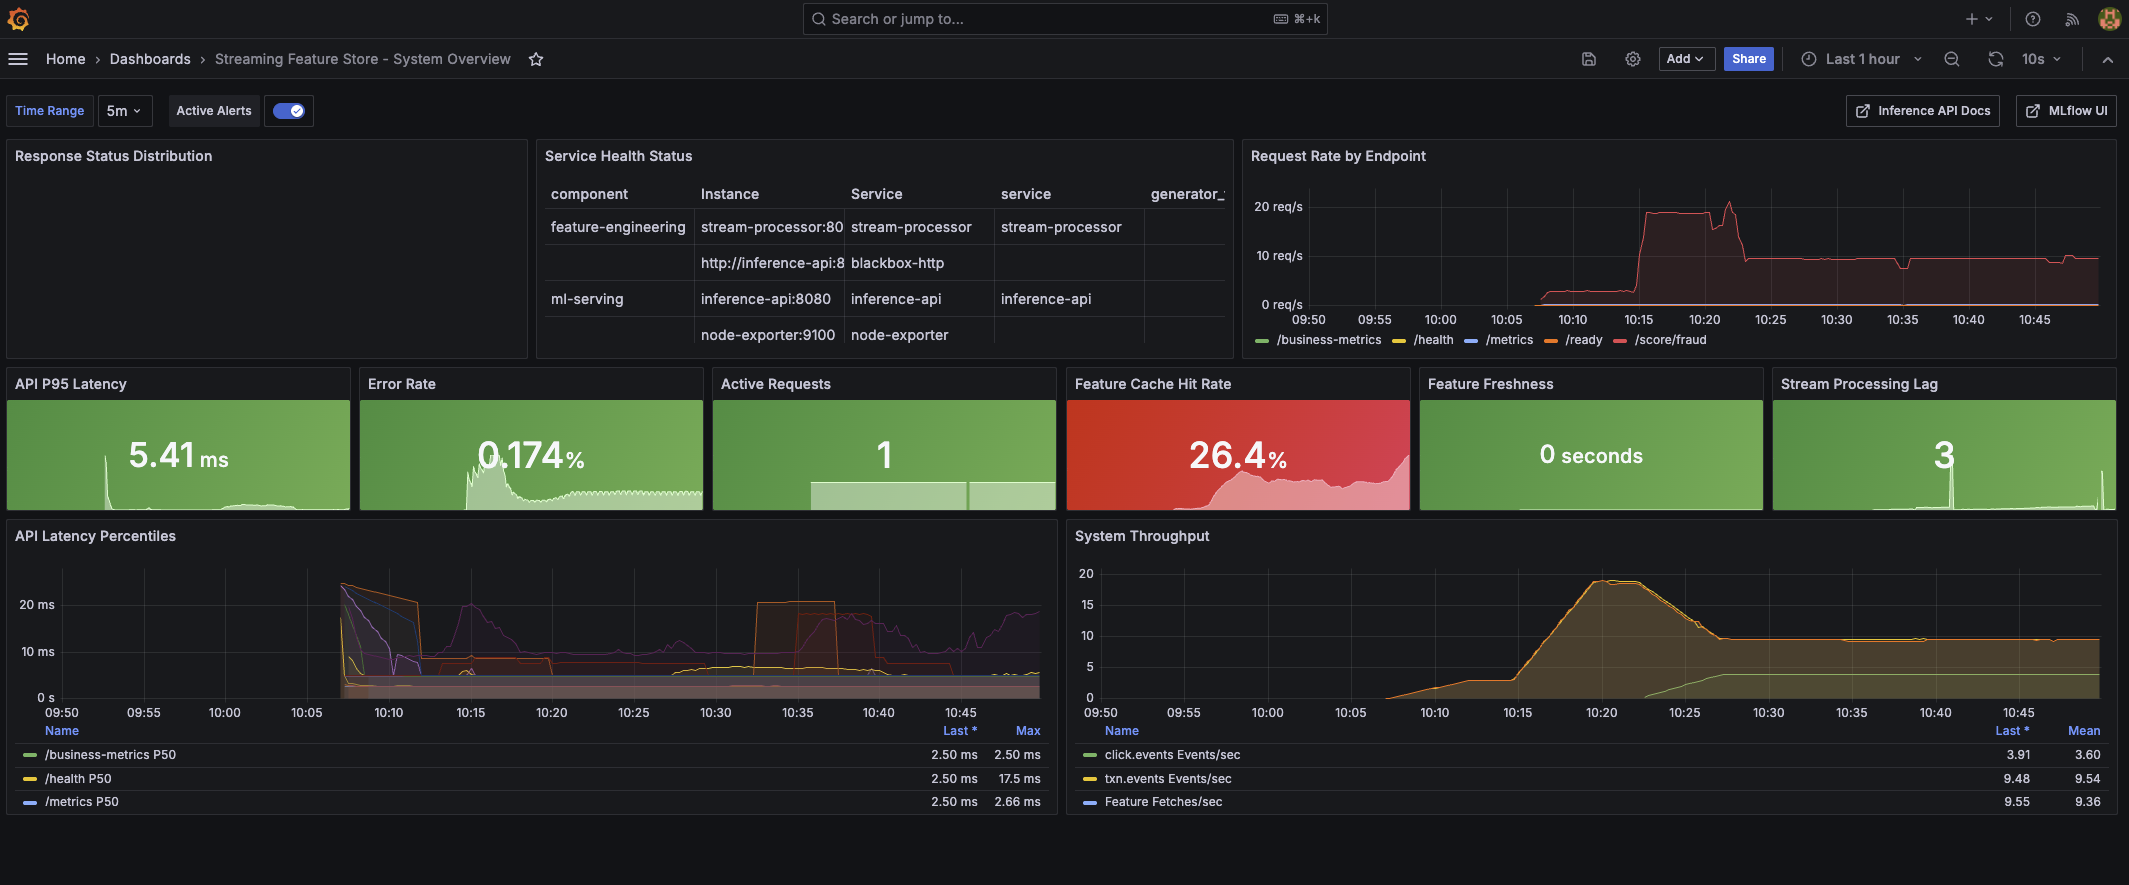 Search or jump to... ⌘+k
Home › Dashboards › Streaming Feature Store - System Overview
Add
Share
Last 1 hour
10s
Time Range 5m Active Alerts
Inference API Docs
MLflow UI
Response Status Distribution
Service Health Status
component Instance Service service generator_
feature-engineering stream-processor:80 stream-processor stream-processor
http://inference-api:8 blackbox-http
ml-serving inference-api:8080 inference-api inference-api
node-exporter:9100 node-exporter
Request Rate by Endpoint
20 req/s
10 req/s
0 req/s
09:50 09:55 10:00 10:05 10:10 10:15 10:20 10:25 10:30 10:35 10:40 10:45
/business-metrics /health /metrics /ready /score/fraud
API P95 Latency
5.41 ms
Error Rate
0.174%
Active Requests
1
Feature Cache Hit Rate
26.4%
Feature Freshness
0 seconds
Stream Processing Lag
3
API Latency Percentiles
20 ms
10 ms
0 s
09:50 09:55 10:00 10:05 10:10 10:15 10:20 10:25 10:30 10:35 10:40 10:45
Name Last * Max
/business-metrics P50 2.50 ms 2.50 ms
/health P50 2.50 ms 17.5 ms
/metrics P50 2.50 ms 2.66 ms
System Throughput
20
15
10
5
0
09:50 09:55 10:00 10:05 10:10 10:15 10:20 10:25 10:30 10:35 10:40 10:45
Name Last * Mean
click.events Events/sec 3.91 3.60
txn.events Events/sec 9.48 9.54
Feature Fetches/sec 9.55 9.36